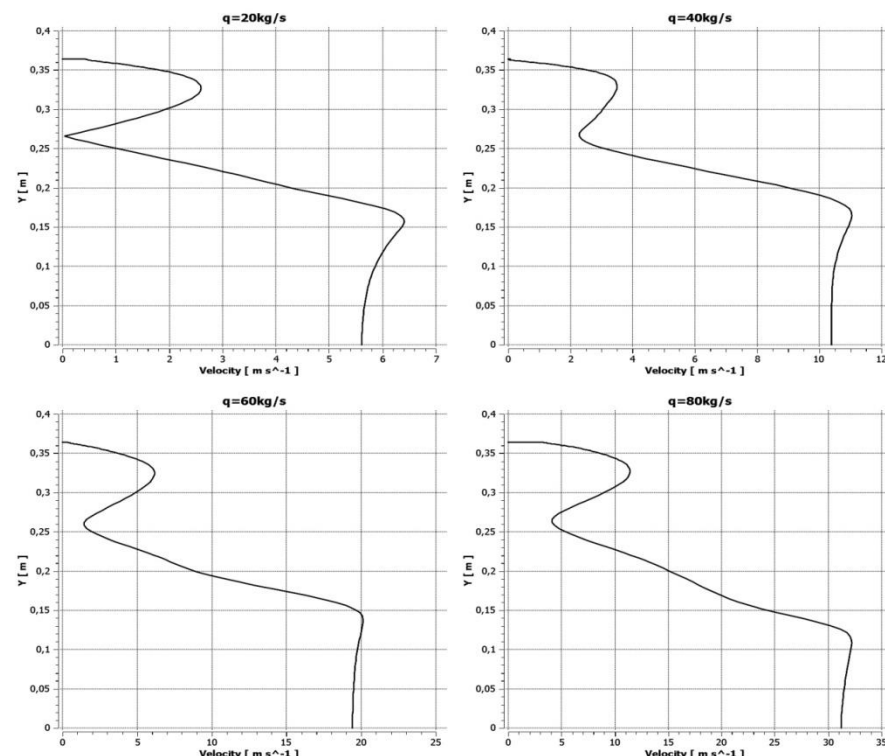 q=20kg/s
0,4
0,35
0,3
0,25
0,2
0,15
0,1
0,05
0
Y [ m ]
0 1 2 3 4 5 6 7
Velocity [ m s^-1 ]
q=40kg/s
0,4
0,35
0,3
0,25
0,2
0,15
0,1
0,05
0
Y [ m ]
0 2 4 6 8 10 12
Velocity [ m s^-1 ]
q=60kg/s
0,4
0,35
0,3
0,25
0,2
0,15
0,1
0,05
0
Y [ m ]
0 5 10 15 20 25
Velocity [ m s^-1 ]
q=80kg/s
0,4
0,35
0,3
0,25
0,2
0,15
0,1
0,05
0
Y [ m ]
0 5 10 15 20 25 30 35
Velocity [ m s^-1 ]